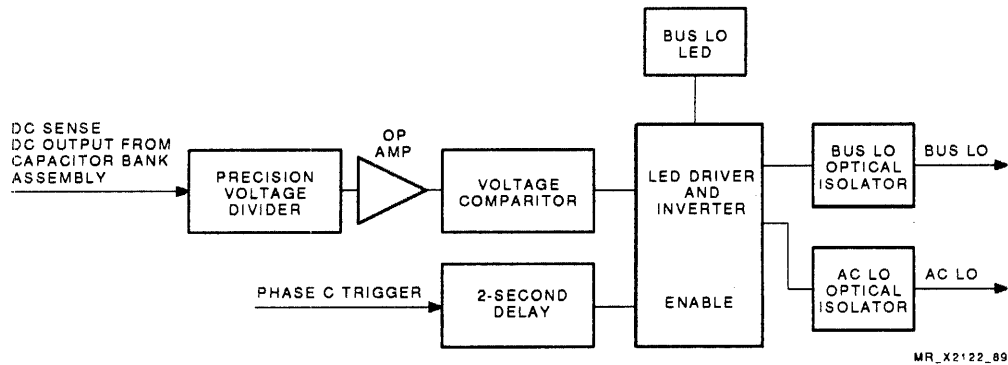 BUS LO
LED
DC SENSE
DC OUTPUT FROM
CAPACITOR BANK
ASSEMBLY
OP
AMP
PRECISION
VOLTAGE
DIVIDER
VOLTAGE
COMPARITOR
LED DRIVER
AND
INVERTER
BUS LO
OPTICAL
ISOLATOR
BUS LO
PHASE C TRIGGER
2-SECOND
DELAY
ENABLE
AC LO
OPTICAL
ISOLATOR
AC LO
MR_X2122_89